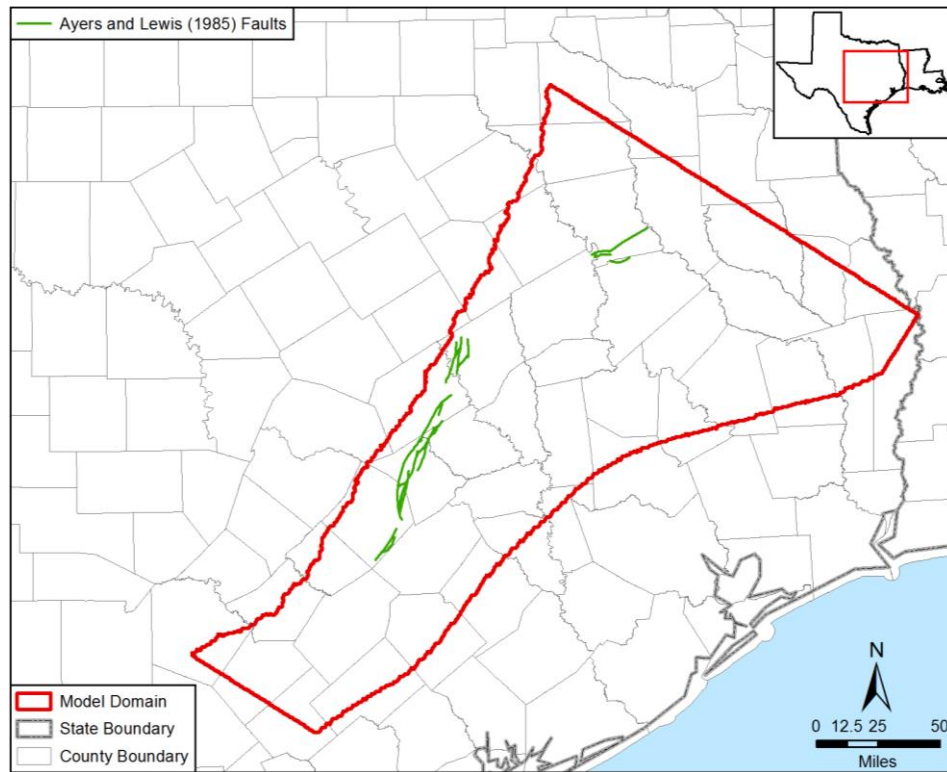 Ayers and Lewis (1985) Faults
Model Domain
State Boundary
County Boundary
N
0 12.5 25 50
Miles